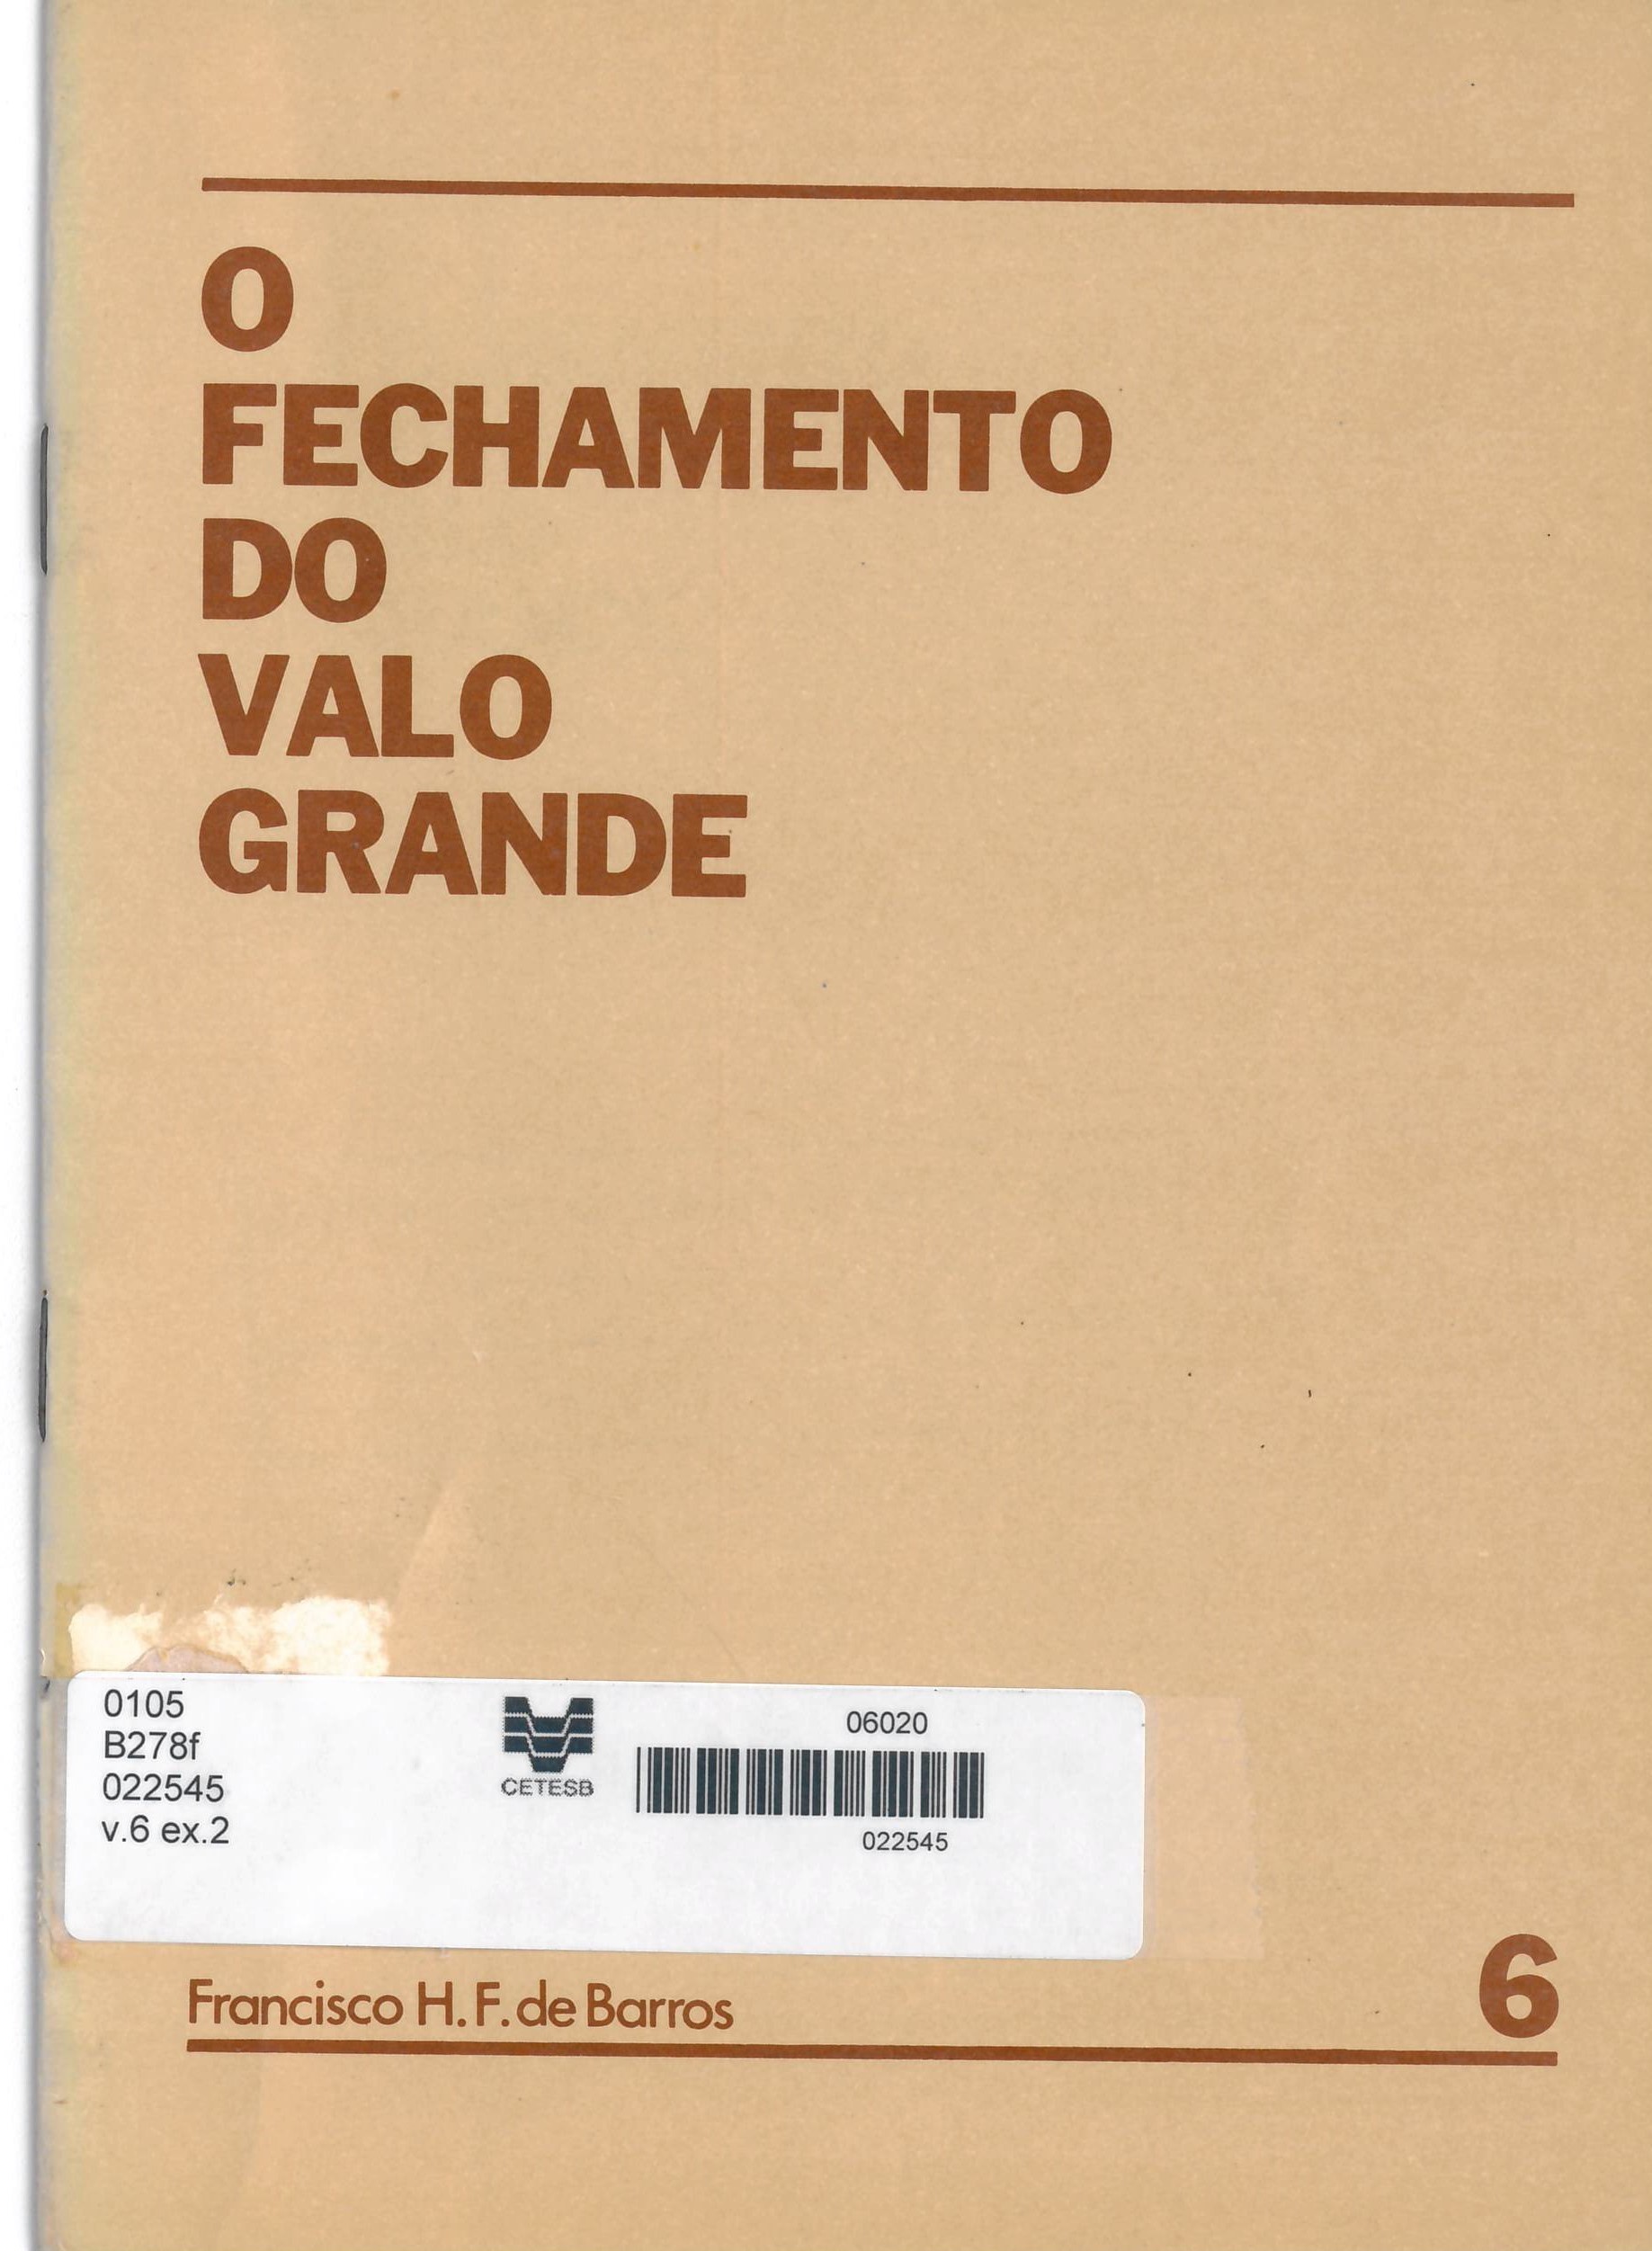 O
FECHAMENTO
DO
VALO
GRANDE
0105
B278f
022545
v.6 ex.2
CETESB
06020
022545
Francisco H. F. de Barros
6